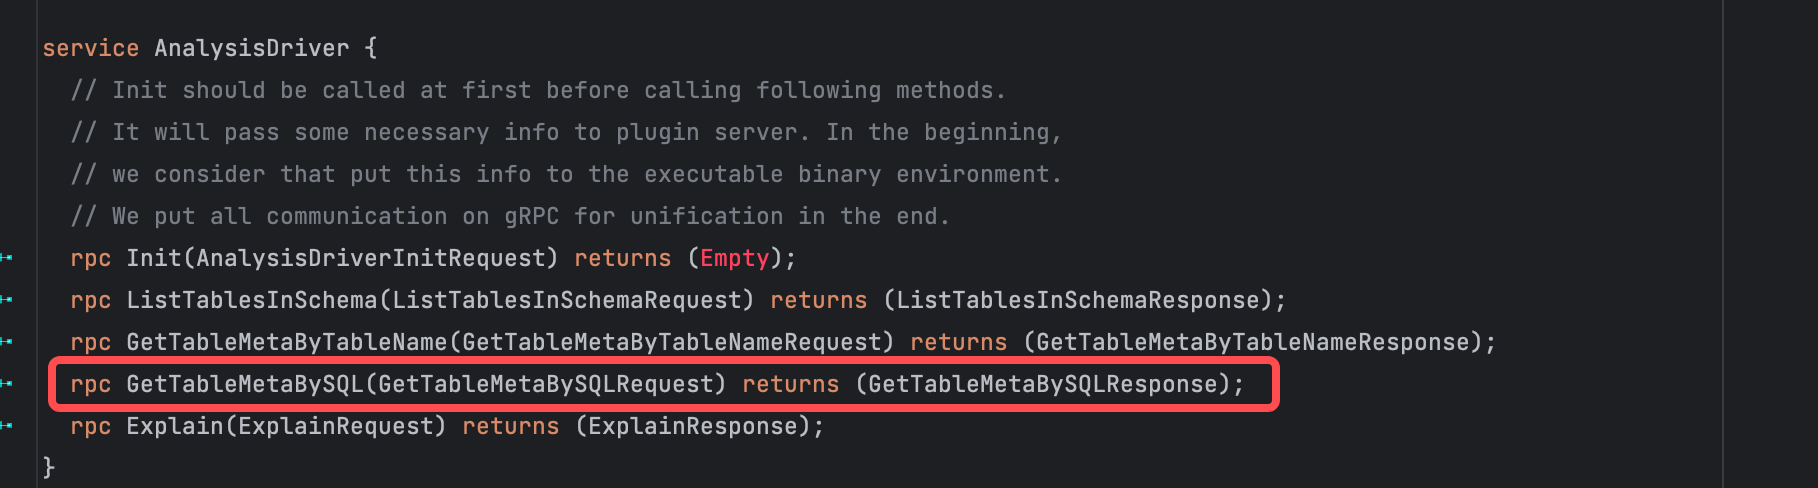 service AnalysisDriver {
// Init should be called at first before calling following methods.
// It will pass some necessary info to plugin server. In the beginning,
// we consider that put this info to the executable binary environment.
// We put all communication on gRPC for unification in the end.
rpc Init(AnalysisDriverInitRequest) returns (Empty);
rpc ListTablesInSchema(ListTablesInSchemaRequest) returns (ListTablesInSchemaResponse);
rpc GetTableMetaByTableName(GetTableMetaByTableNameRequest) returns (GetTableMetaByTableNameResponse);
rpc GetTableMetaBySQL(GetTableMetaBySQLRequest) returns (GetTableMetaBySQLResponse);
rpc Explain(ExplainRequest) returns (ExplainResponse);
}